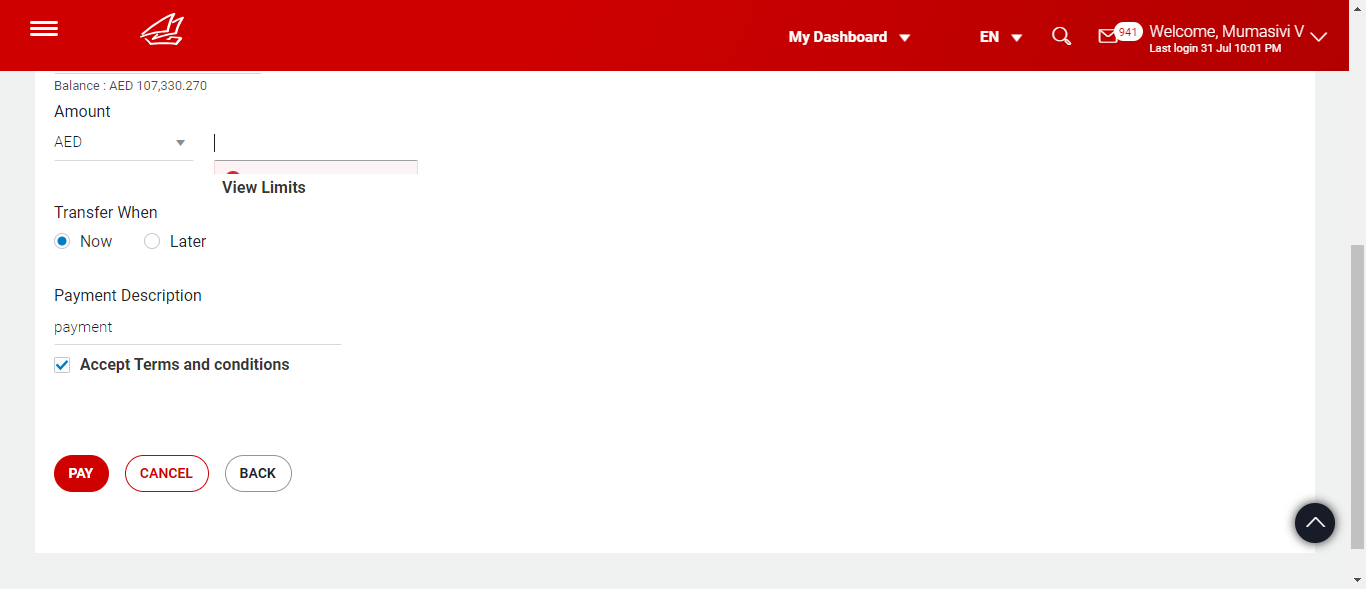 My Dashboard
EN
941
Welcome, Mumasivi V
Last login 31 Jul 10:01 PM
Balance : AED 107,330.270
Amount
AED
View Limits
Transfer When
Now Later
Payment Description
payment
Accept Terms and conditions
PAY CANCEL BACK